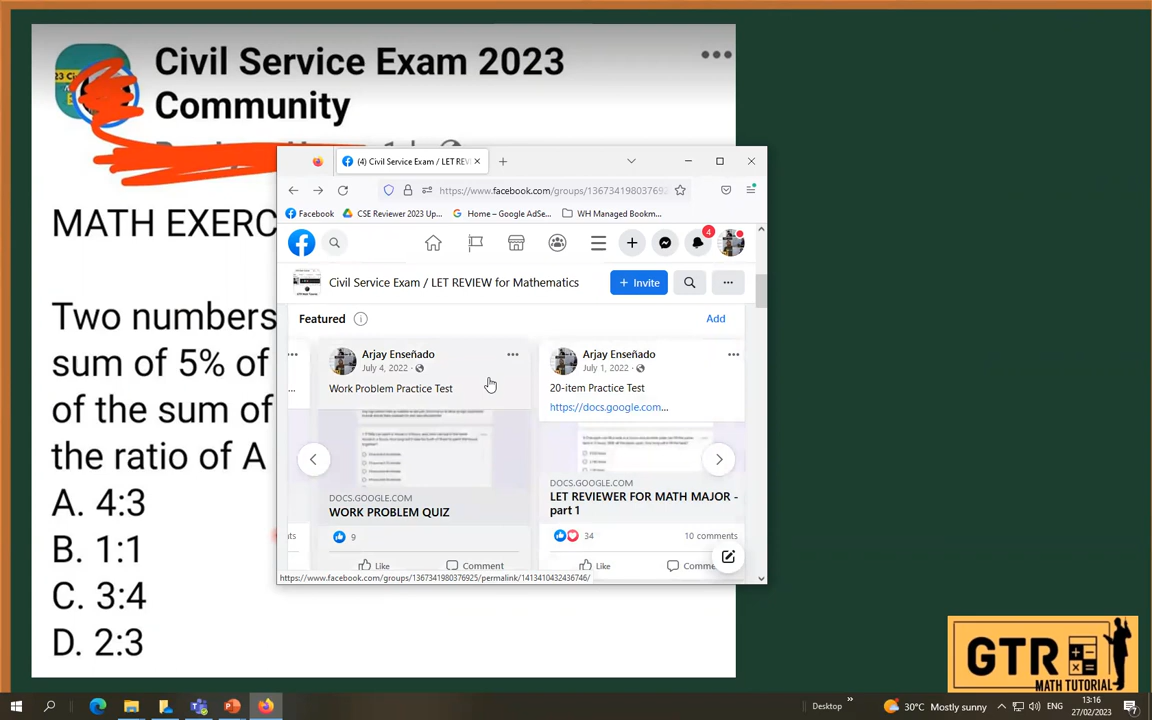 Civil Service Exam 2023
Community
MATH EXERC
Two numbers
sum of 5% of
of the sum of
the ratio of A
A. 4:3
B. 1:1
C. 3:4
D. 2:3
(4) Civil Service Exam / LET REV
https://www.facebook.com/groups/1367341980376925
Facebook
CSE Reviewer 2023 Up...
Home – Google AdSe...
WH Managed Bookm...
4
Civil Service Exam / LET REVIEW for Mathematics
+ Invite
Featured
Add
Arjay Enseñado
July 4, 2022
Work Problem Practice Test
DOCS.GOOGLE.COM
WORK PROBLEM QUIZ
9
Like
Comment
Arjay Enseñado
July 1, 2022
20-item Practice Test
https://docs.google.com...
DOCS.GOOGLE.COM
LET REVIEWER FOR MATH MAJOR -
part 1
34
10 comments
Like
Comme
https://www.facebook.com/groups/1367341980376925/permalink/1413410432436746/
GTR
MATH TUTORIAL
Desktop
30°C Mostly sunny
ENG
13:16
27/02/2023